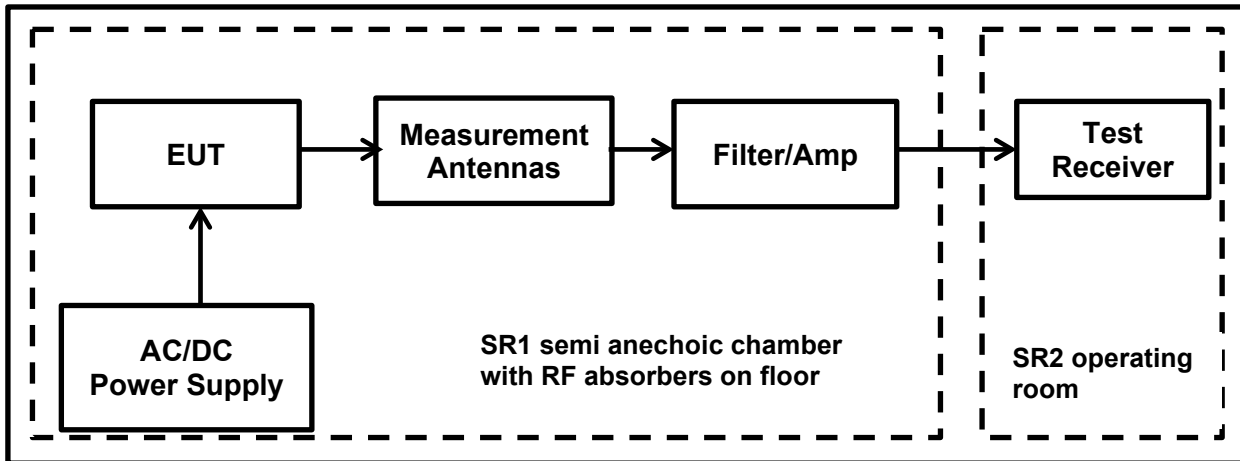 EUT
Measurement
Antennas
Filter/Amp
Test
Receiver
AC/DC
Power Supply
SR1 semi anechoic chamber
with RF absorbers on floor
SR2 operating
room